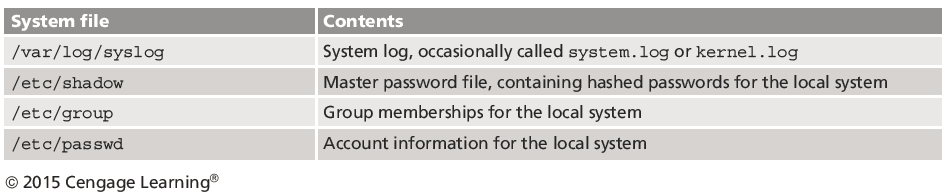 System file Contents
/var/log/syslog System log, occasionally called system.log or kernel.log
/etc/shadow Master password file, containing hashed passwords for the local system
/etc/group Group memberships for the local system
/etc/passwd Account information for the local system
© 2015 Cengage Learning®